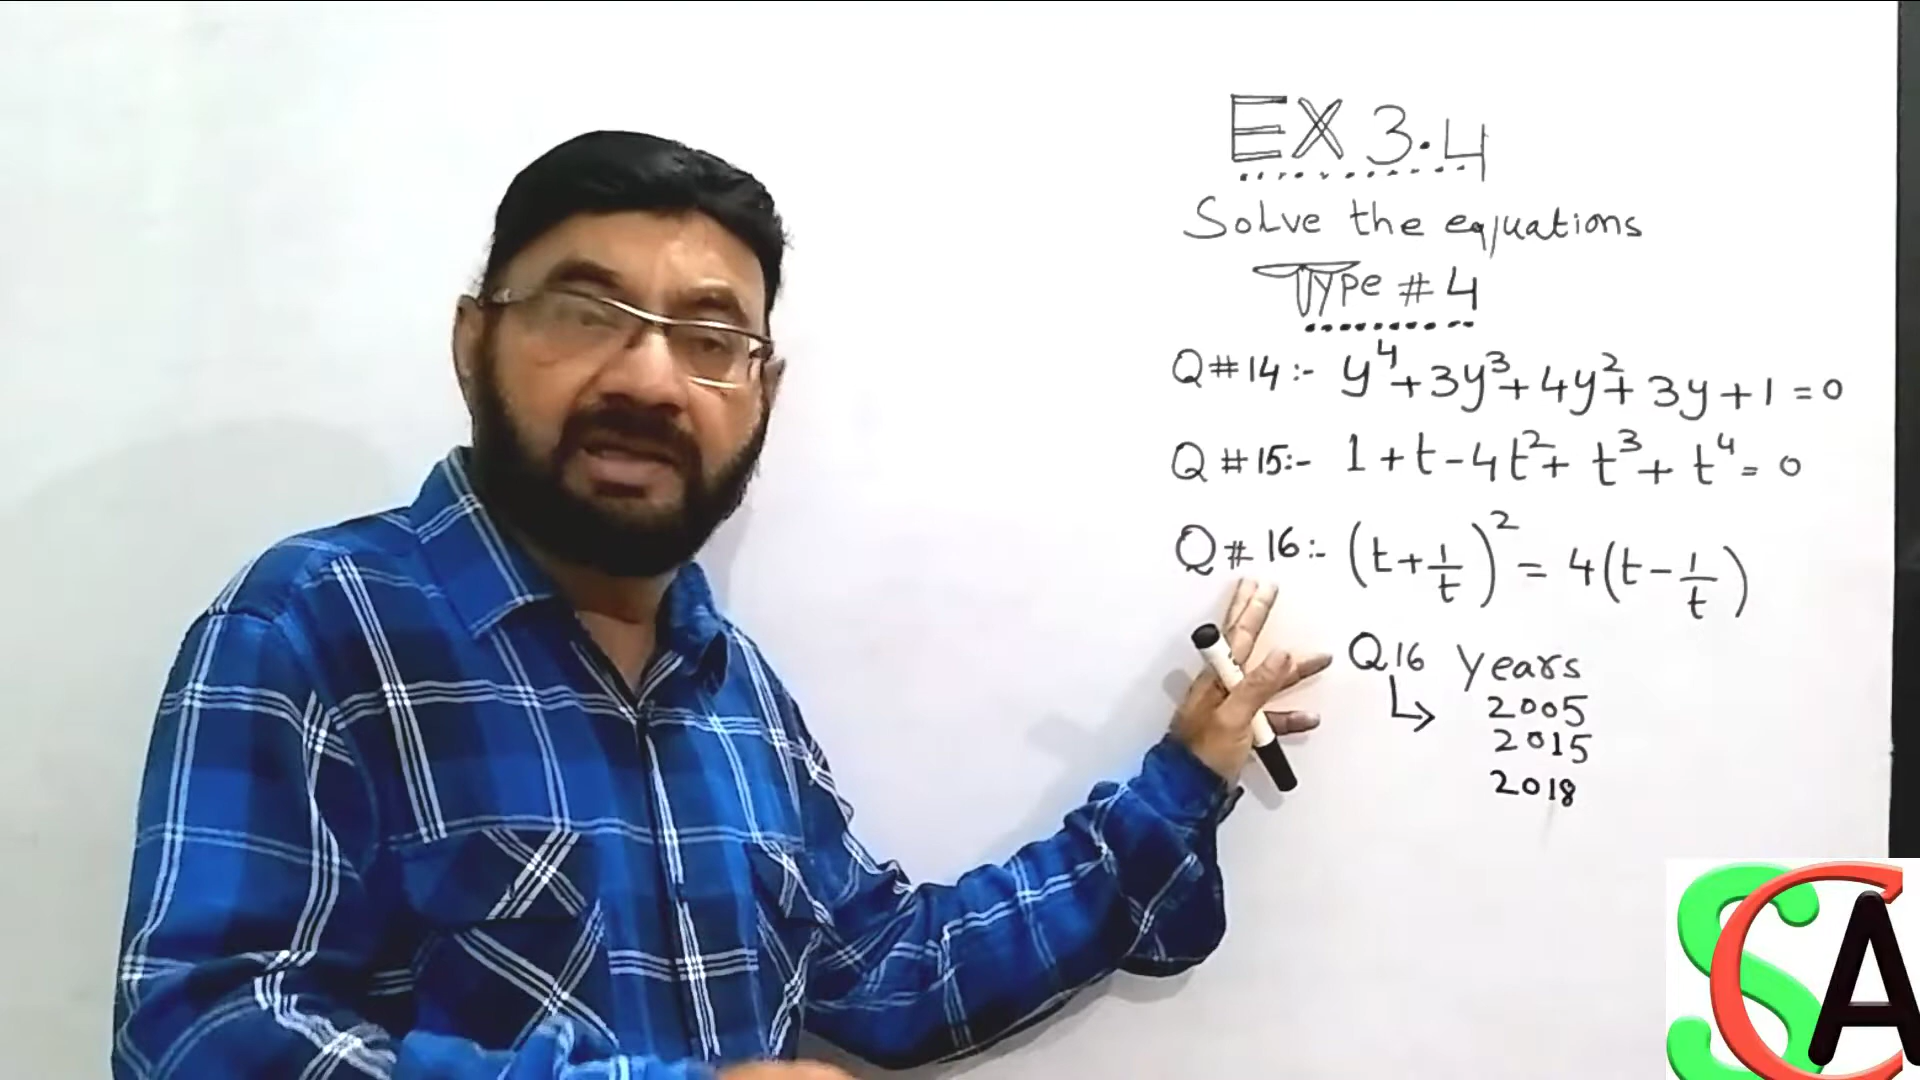 EX 3.4
Solve the equations
Type # 4
Q # 14 :- y⁴ + 3y³ + 4y² + 3y + 1 = 0
Q # 15:- 1 + t - 4t² + t³ + t⁴ = 0
Q # 16 :- (t + 1/t)² = 4(t - 1/t)
Q16 years
2005
2015
2018
SCA